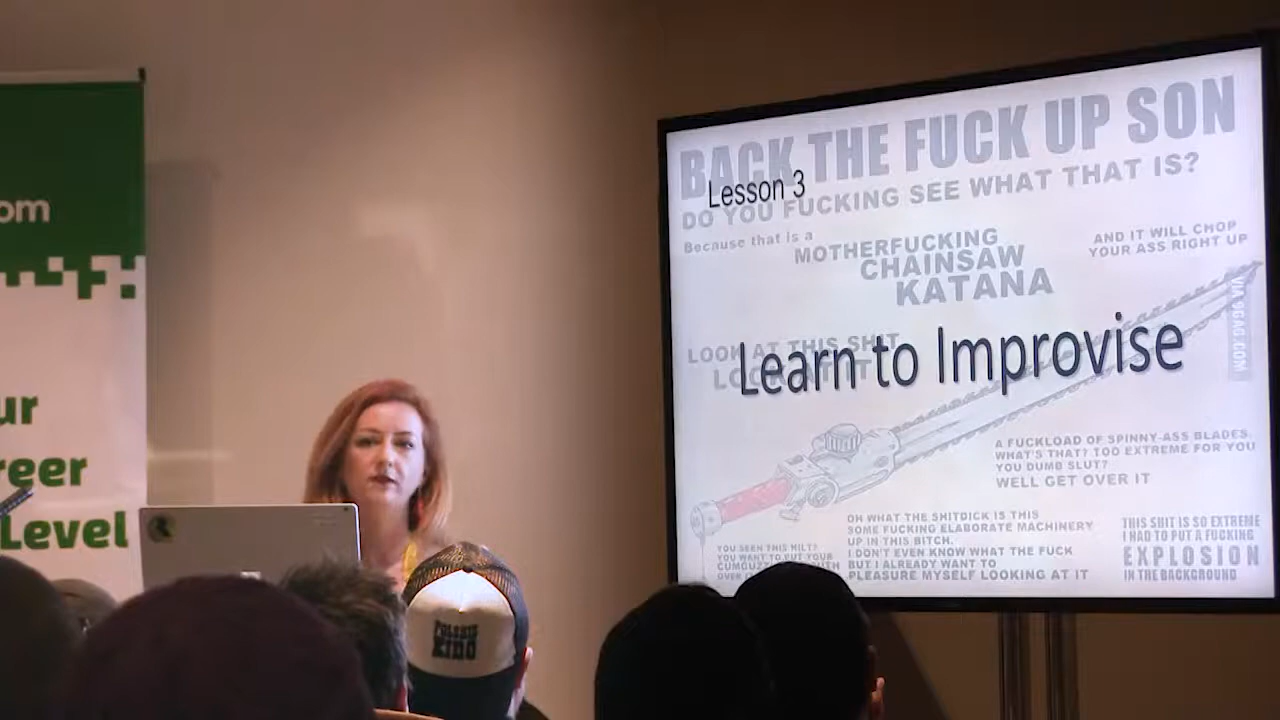 om
ur
reer
Level
BACK THE FUCK UP SON
Lesson 3
DO YOU FUCKING SEE WHAT THAT IS?
Because that is a
MOTHERFUCKING
CHAINSAW
KATANA
AND IT WILL CHOP
YOUR ASS RIGHT UP
VIA 9GAG.COM
LOOK AT THIS SHIT
Learn to Improvise
A FUCKLOAD OF SPINNY-ASS BLADES.
WHAT'S THAT? TOO EXTREME FOR YOU
YOU DUMB SLUT?
WELL GET OVER IT
OH WHAT THE SHITDICK IS THIS
SOME FUCKING ELABORATE MACHINERY
UP IN THIS BITCH.
I DON'T EVEN KNOW WHAT THE FUCK
BUT I ALREADY WANT TO
PLEASURE MYSELF LOOKING AT IT
YOU SEEN THIS HILT?
YOU WANT TO PUT YOUR
THIS SHIT IS SO EXTREME
I HAD TO PUT A FUCKING
EXPLOSION
IN THE BACKGROUND